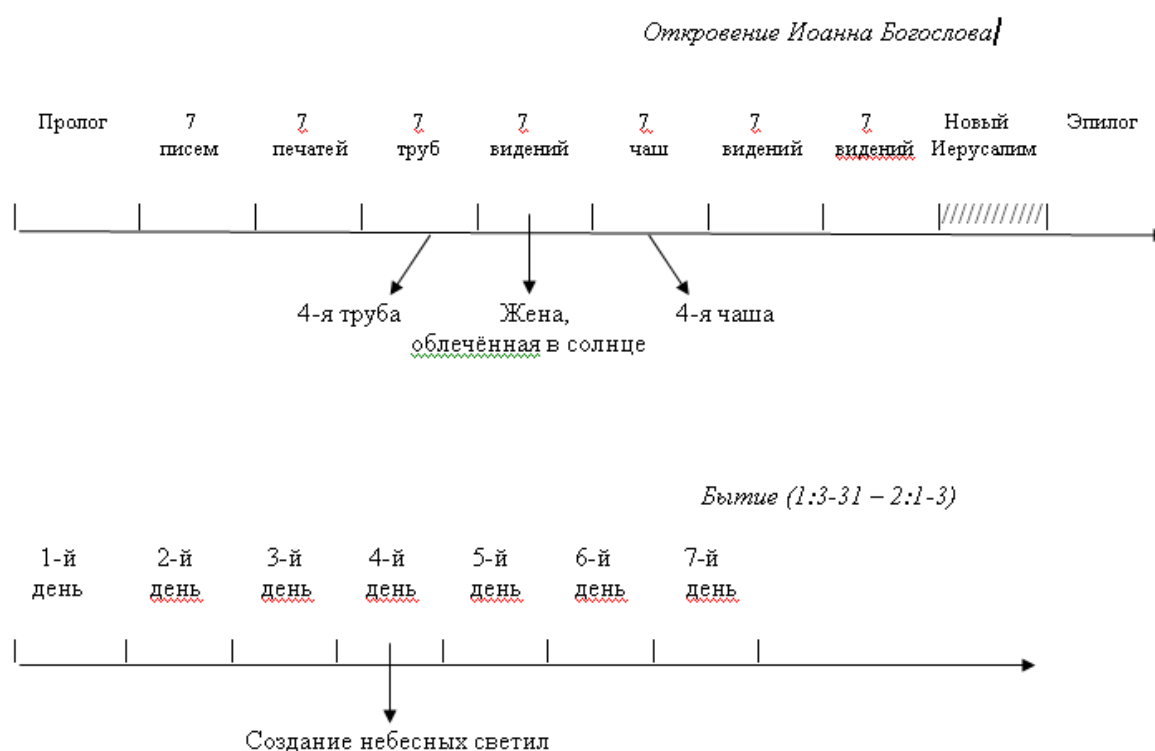 Откровение Иоанна Богослова
Пролог 7 7 7 7 7 7 7 Новый Эпилог
писем печатей труб видений чаш видений видений Иерусалим
////////////
4-я труба Жена, 4-я чаша
облечённая в солнце
Бытие (1:3-31 – 2:1-3)
1-й 2-й 3-й 4-й 5-й 6-й 7-й
день день день день день день день
Создание небесных светил